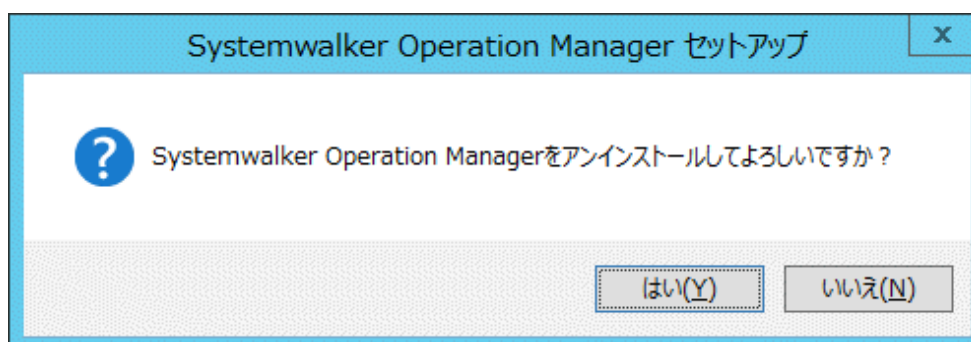 Systemwalker Operation Manager セットアップ
x
Systemwalker Operation Managerをアンインストールしてよろしいですか？
はい(Y)
いいえ(N)